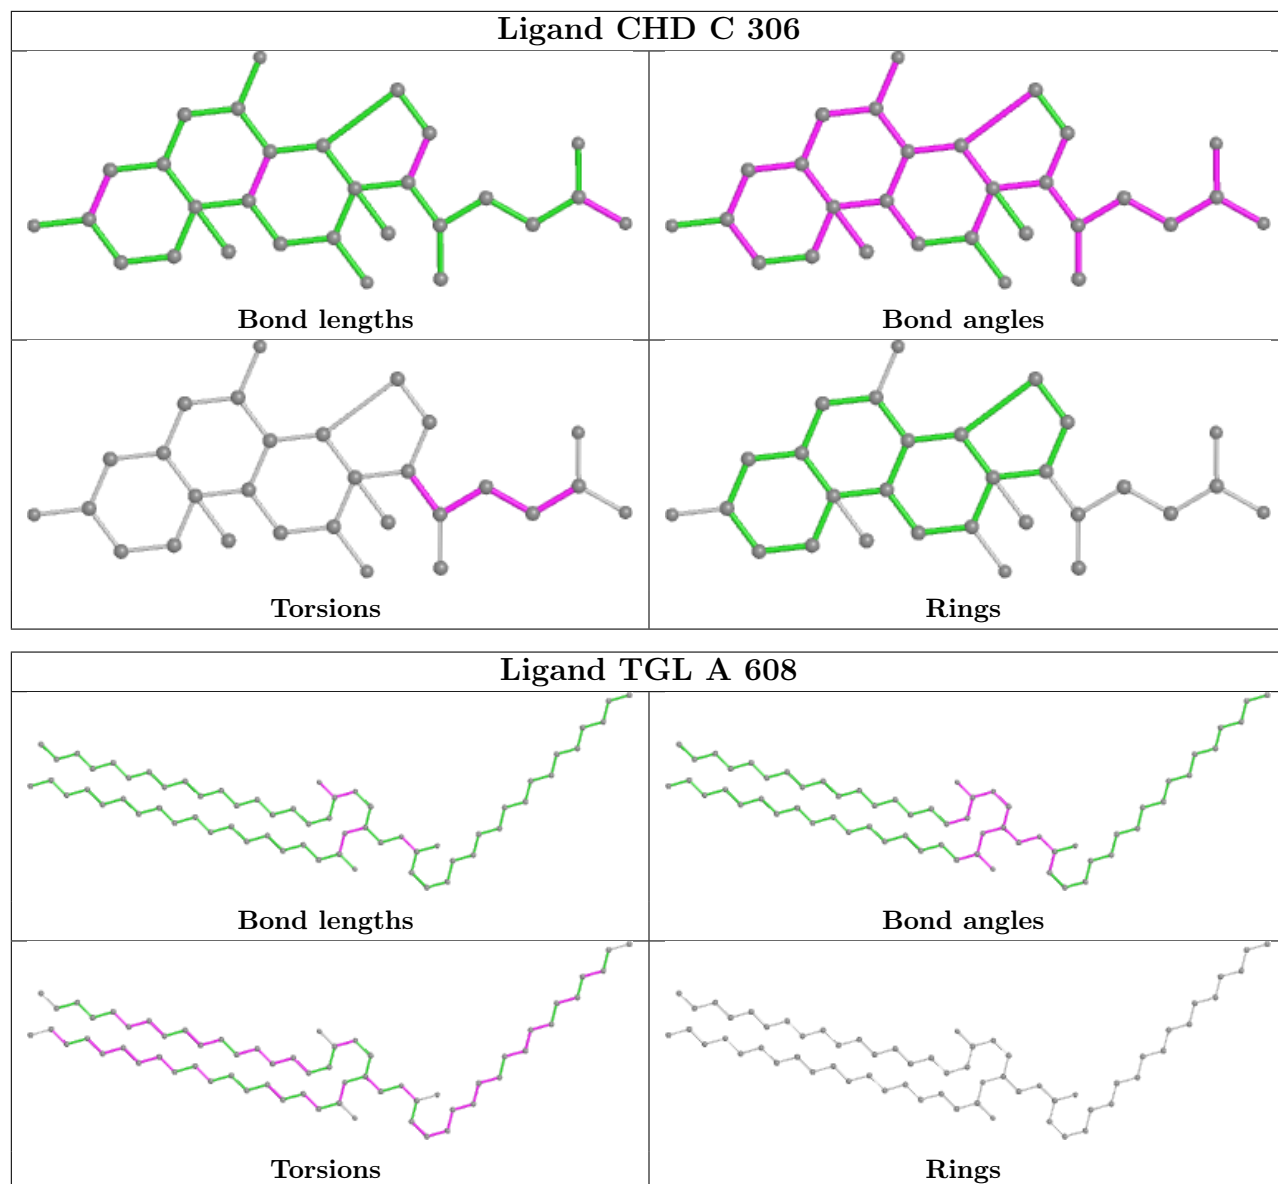 Ligand CHD C 306
Bond lengths
Bond angles
Torsions
Rings
Ligand TGL A 608
Bond lengths
Bond angles
Torsions
Rings